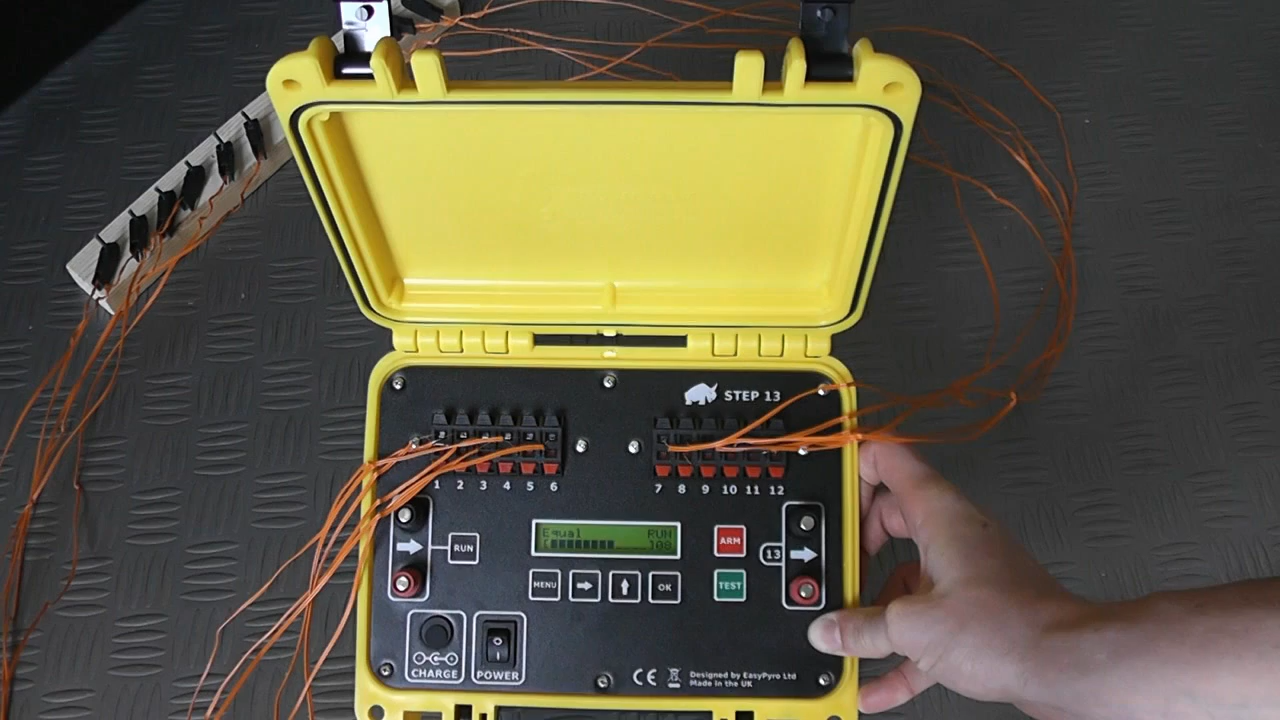 STEP 13
1 2 3 4 5 6
7 8 9 10 11 12
Equal RUN
108
RUN
ARM
13
MENU
OK
TEST
CHARGE
POWER
CE
Designed by EasyPyro Ltd
Made in the UK